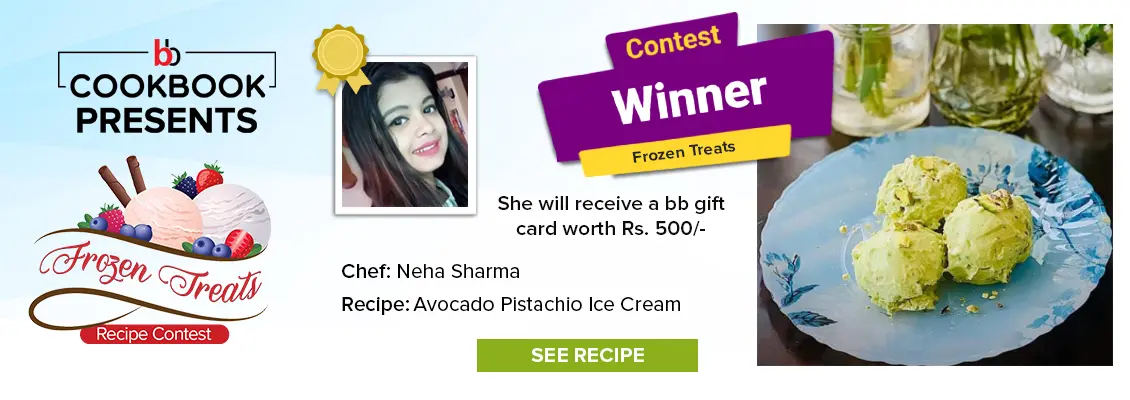 bb
COOKBOOK
PRESENTS
Frozen Treats
Recipe Contest
Contest
Winner
Frozen Treats
She will receive a bb gift
card worth Rs. 500/-
Chef: Neha Sharma
Recipe: Avocado Pistachio Ice Cream
SEE RECIPE